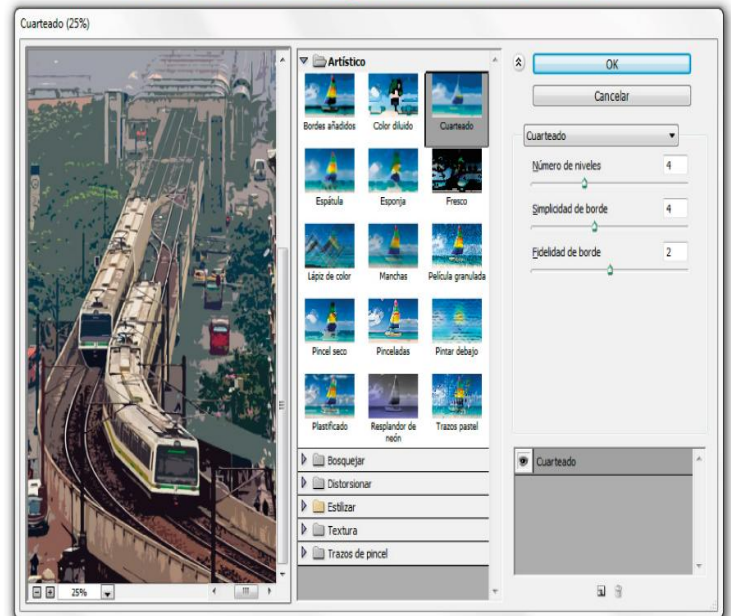 Cuarteado (25%)
Artístico
Bordes añadidos
Color diluido
Cuarteado
Espátula
Esponja
Fresco
Lápiz de color
Manchas
Película granulada
Pincel seco
Pinceladas
Pintar debajo
Plastificado
Resplandor de neón
Trazos pastel
Bosquejar
Distorsionar
Estilizar
Textura
Trazos de pincel
25%
OK
Cancelar
Cuarteado
Número de niveles 4
Simplicidad de borde 4
Fidelidad de borde 2
Cuarteado